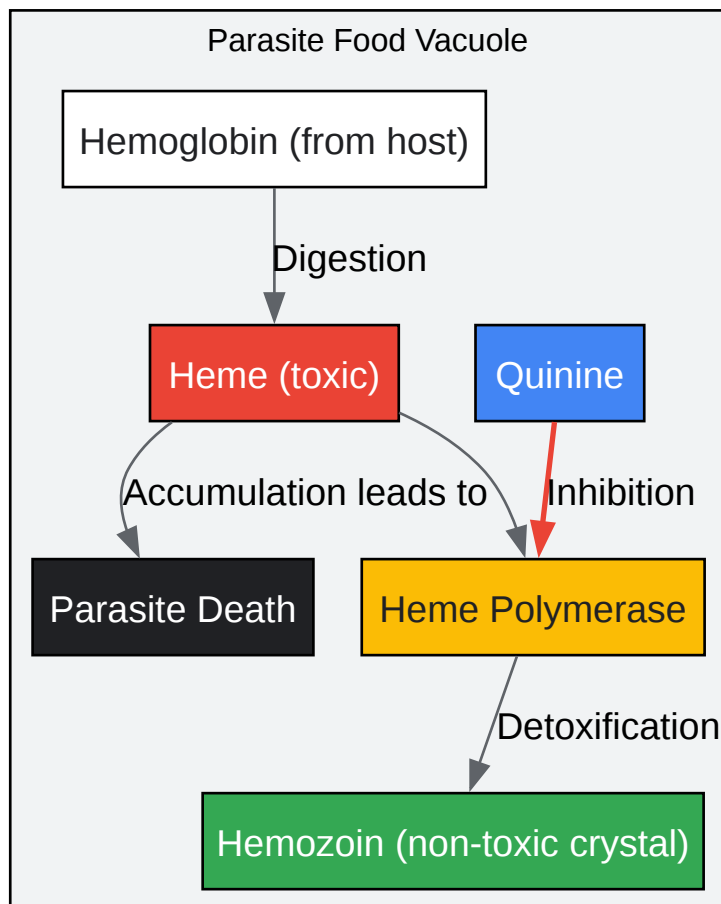 Parasite Food Vacuole
Hemoglobin (from host)
Digestion
Heme (toxic)
Quinine
Accumulation leads to
Inhibition
Parasite Death
Heme Polymerase
Detoxification
Hemozoin (non-toxic crystal)